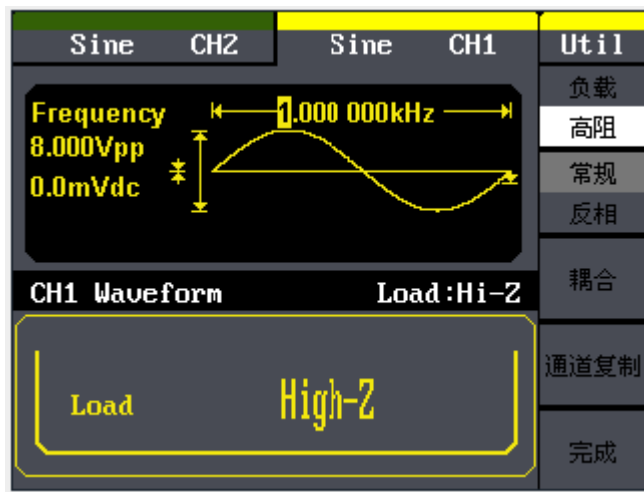 Sine CH2 Sine CH1 Util
Frequency 1.000 000kHz
8.000Vpp
0.0mVdc
CH1 Waveform Load:Hi-Z
Load High-Z
负载
高阻
常规
反相
耦合
通道复制
完成